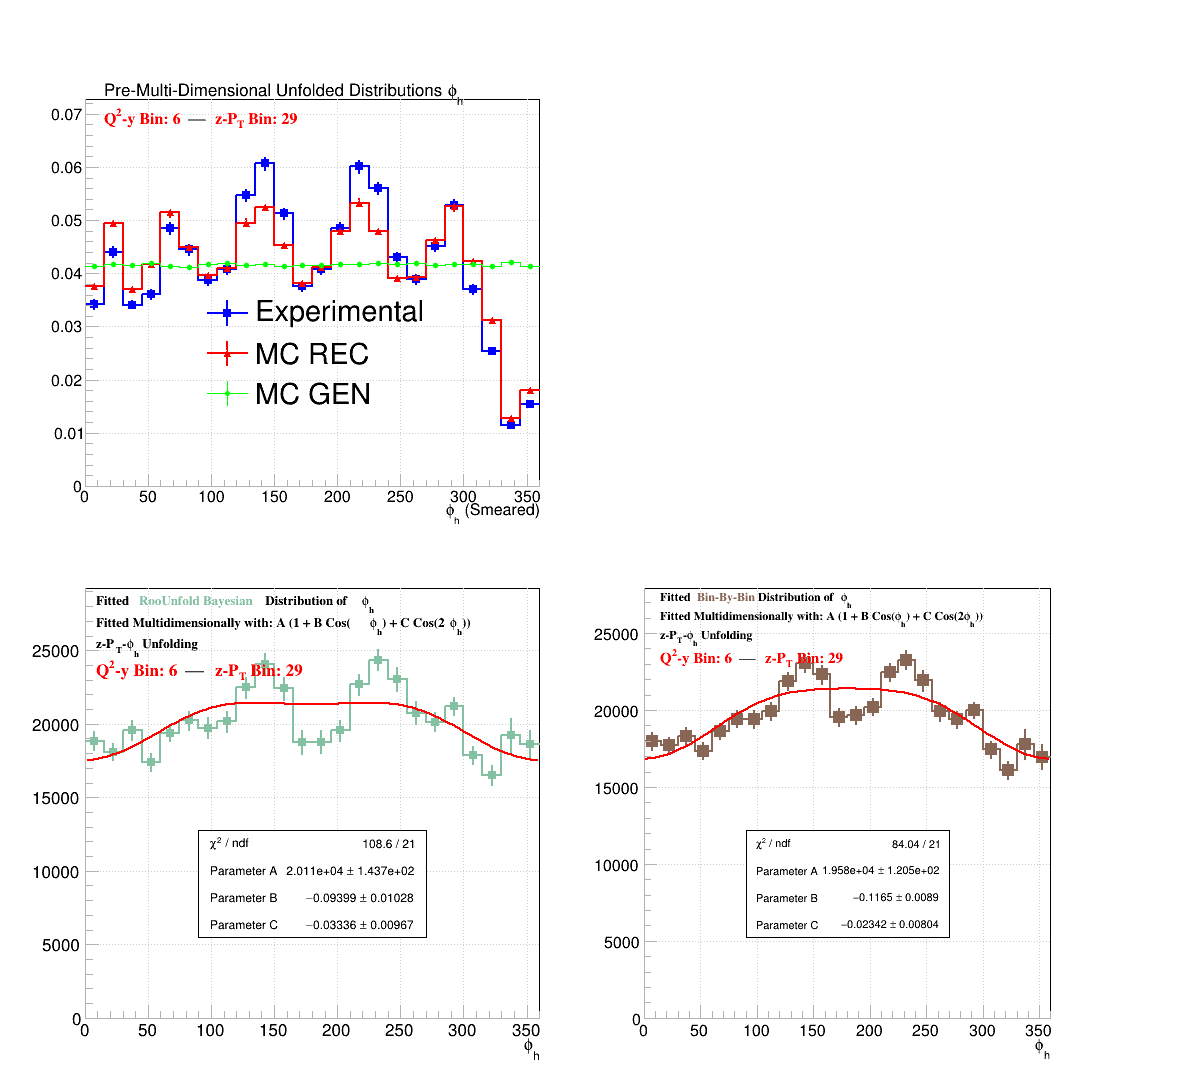 Pre-Multi-Dimensional Unfolded Distributions ϕh
Q2-y Bin: 6 — z-PT Bin: 29
0.07
0.06
0.05
0.04
0.03
0.02
0.01
0
Experimental
MC REC
MC GEN
0 50 100 150 200 250 300 350
ϕh (Smeared)
Fitted RooUnfold Bayesian Distribution of ϕh
Fitted Multidimensionally with: A (1 + B Cos( ϕh) + C Cos(2 ϕh))
z-PT-ϕh Unfolding
Q2-y Bin: 6 — z-PT Bin: 29
25000
20000
15000
10000
5000
0
χ2 / ndf 108.6 / 21
Parameter A 2.011e+04 ± 1.437e+02
Parameter B −0.09399 ± 0.01028
Parameter C −0.03336 ± 0.00967
0 50 100 150 200 250 300 350
ϕh
Fitted Bin-By-Bin Distribution of ϕh
Fitted Multidimensionally with: A (1 + B Cos(ϕh) + C Cos(2ϕh))
z-PT-ϕh Unfolding
Q2-y Bin: 6 — z-PT Bin: 29
25000
20000
15000
10000
5000
0
χ2 / ndf 84.04 / 21
Parameter A 1.958e+04 ± 1.205e+02
Parameter B −0.1165 ± 0.0089
Parameter C −0.02342 ± 0.00804
0 50 100 150 200 250 300 350
ϕh